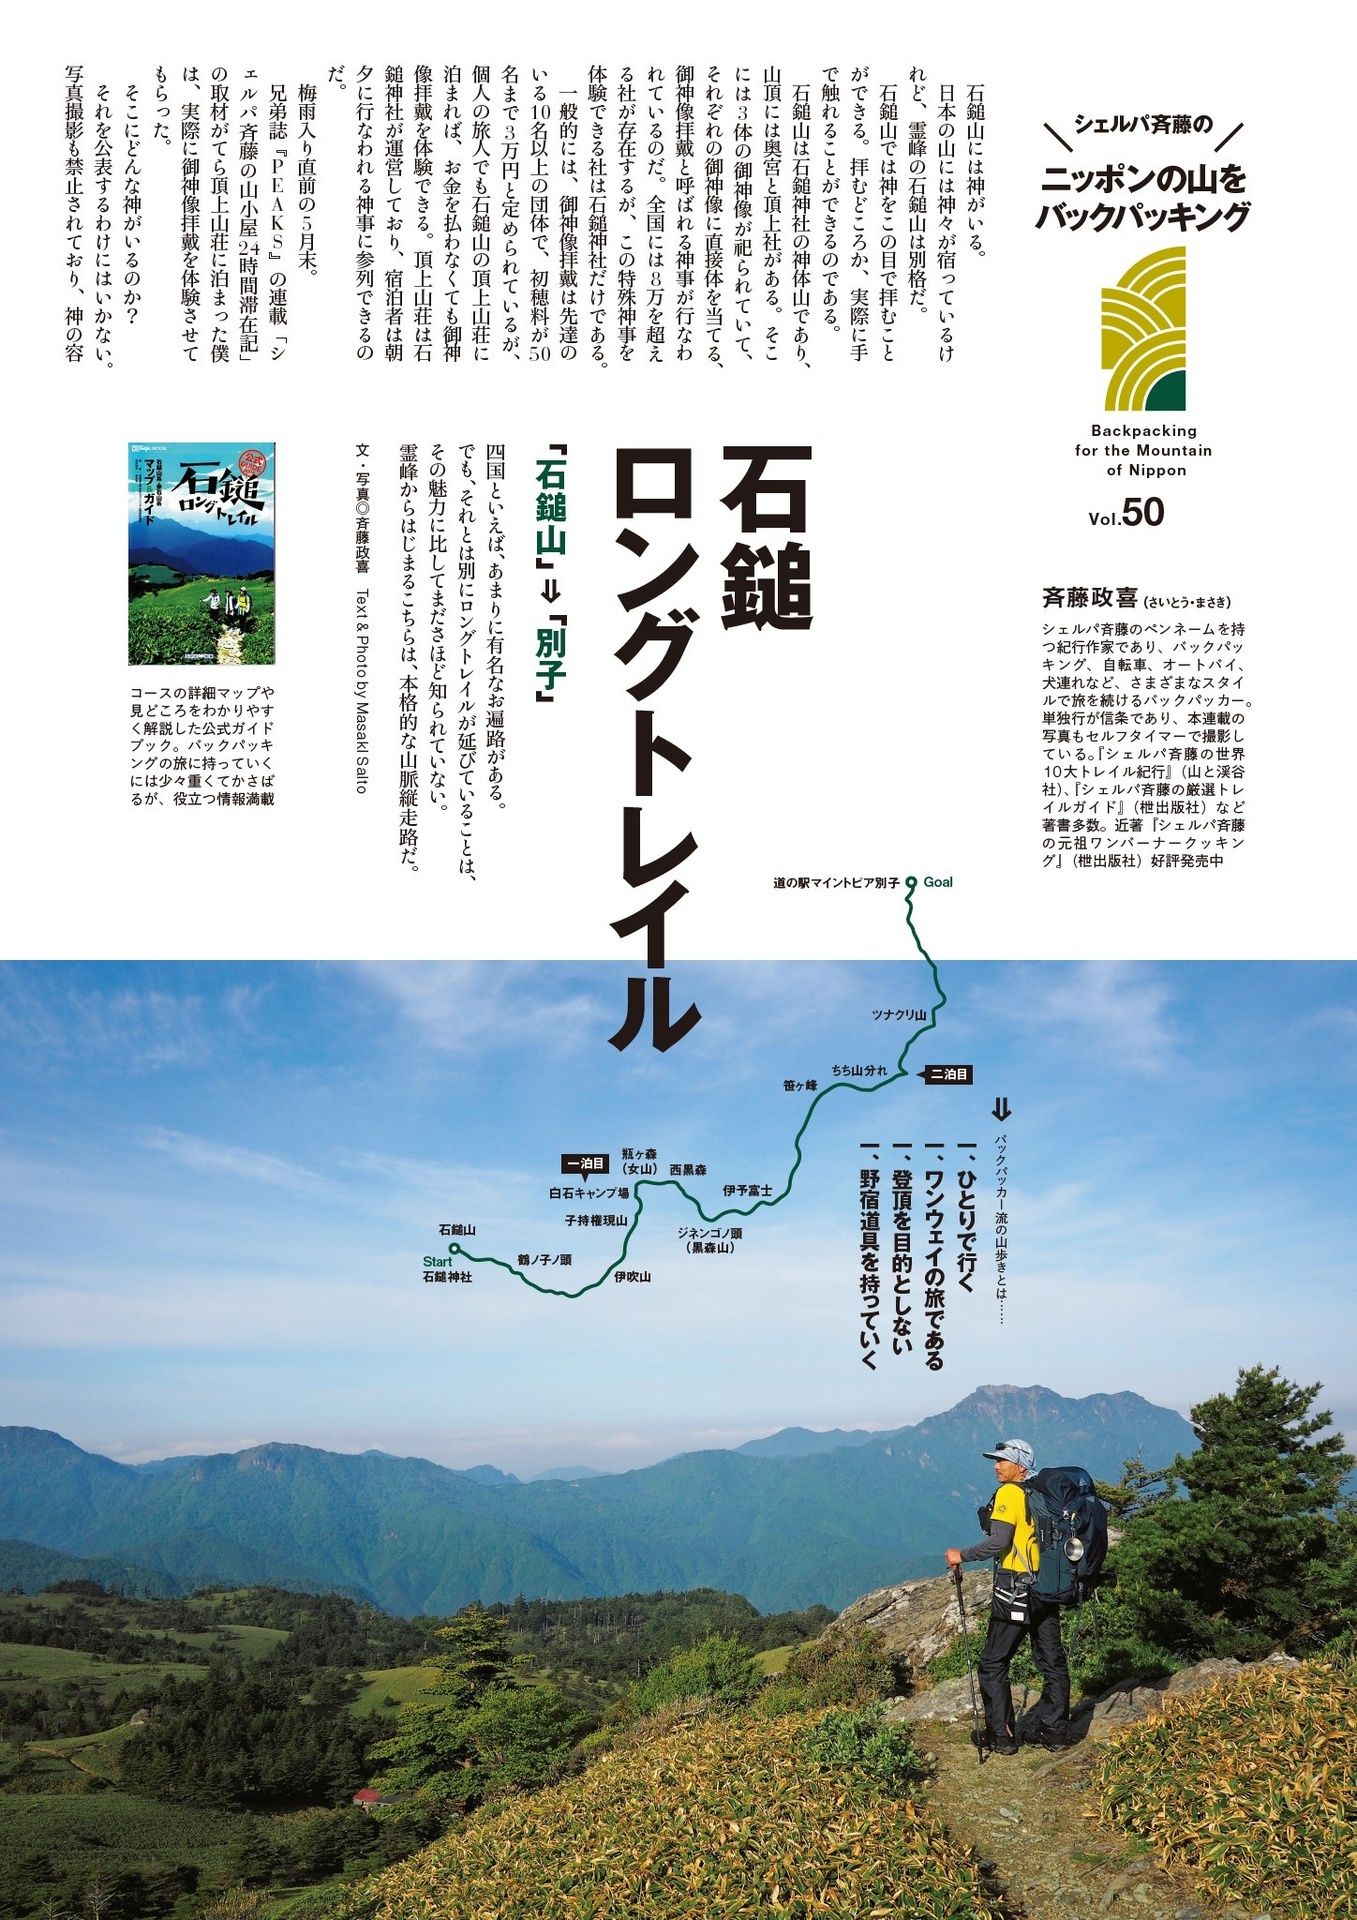 シェルパ斉藤の
ニッポンの山を
バックパッキング
Backpacking
for the Mountain
of Nippon
Vol.50
斉藤政喜(さいとう・まさき)
シェルパ斉藤のペンネームを持
つ紀行作家であり、バックパッ
キング、自転車、オートバイ、
犬連れなど、さまざまなスタイ
ルで旅を続けるバックパッカー。
単独行が信条であり、本連載の
写真もセルフタイマーで撮影し
ている。『シェルパ斉藤の世界
10大トレイル紀行』(山と渓谷
社)、『シェルパ斉藤の厳選トレ
イルガイド』(枻出版社)など
著書多数。近著『シェルパ斉藤
の元祖ワンバーナークッキン
グ』(枻出版社)好評発売中
石鎚山には神がいる。
日本の山には神々が宿っているけ
れど、霊峰の石鎚山は別格だ。
石鎚山では神をこの目で拝むこと
ができる。拝むどころか、実際に手
で触れることができるのである。
石鎚山は石鎚神社の神体山であり、
山頂には奥宮と頂上社がある。そこ
には3体の御神像が祀られていて、
それぞれの御神像に直接体を当てる、
御神像拝戴と呼ばれる神事が行なわ
れているのだ。全国には8万を超え
る社が存在するが、この特殊神事を
体験できる社は石鎚神社だけである。
一般的には、御神像拝戴は先達の
いる10名以上の団体で、初穂料が50
名まで3万円と定められているが、
個人の旅人でも石鎚山の頂上山荘に
泊まれば、お金を払わなくても御神
像拝戴を体験できる。頂上山荘は石
鎚神社が運営しており、宿泊者は朝
夕に行なわれる神事に参列できるの
だ。
梅雨入り直前の5月末。
兄弟誌『PEAKS』の連載「シ
ェルパ斉藤の山小屋24時間滞在記」
の取材がてら頂上山荘に泊まった僕
は、実際に御神像拝戴を体験させて
もらった。
そこにどんな神がいるのか?
それを公表するわけにはいかない。
写真撮影も禁止されており、神の容
石鎚
ロングトレイル
「石鎚山」⇒「別子」
四国といえば、あまりに有名なお遍路がある。
でも、それとは別にロングトレイルが延びていることは、
その魅力に比してまださほど知られていない。
霊峰からはじまるこちらは、本格的な山脈縦走路だ。
文・写真◎斉藤政喜 Text & Photo by Masaki Saito
公式
GUIDE
石鎚
ロングトレイル
マップ&ガイド
コースの詳細マップや
見どころをわかりやす
く解説した公式ガイド
ブック。バックパッキ
ングの旅に持っていく
には少々重くてかさば
るが、役立つ情報満載
道の駅マイントピア別子 Goal
ツナクリ山
二泊目
ちち山分れ
笹ヶ峰
伊予富士
ジネンゴノ頭
(黒森山)
西黒森
瓶ヶ森
(女山)
一泊目
白石キャンプ場
子持権現山
伊吹山
鶴ノ子ノ頭
石鎚山
Start
石鎚神社
⇒バックパッカー流の山歩きとは……
一、ひとりで行く
一、ワンウェイの旅である
一、登頂を目的としない
一、野宿道具を持っていく